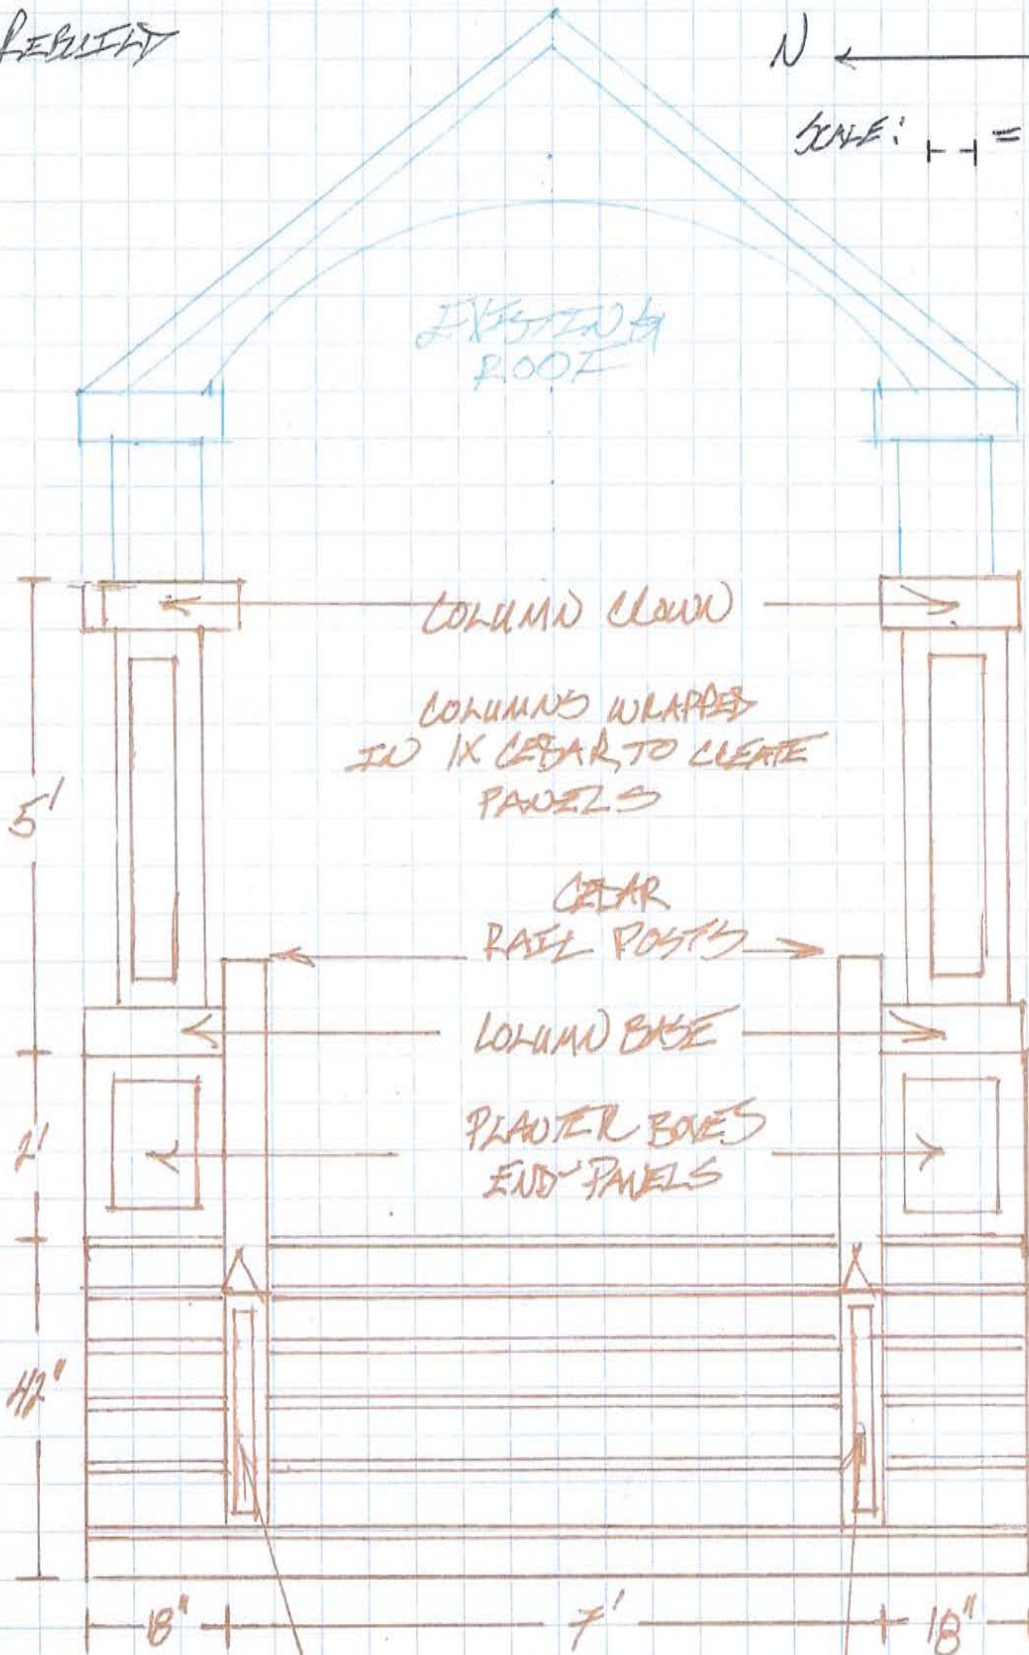 REBUILD
N
SCALE: =
EXISTING
ROOF
COLUMN CROWN
COLUMNS WRAPPED
IN 1X CEDAR, TO CREATE
PANELS
5'
CEDAR
RAIL POSTS
COLUMN BASE
2'
PLANTER BOXES
END-PANELS
42"
18"
7'
18"